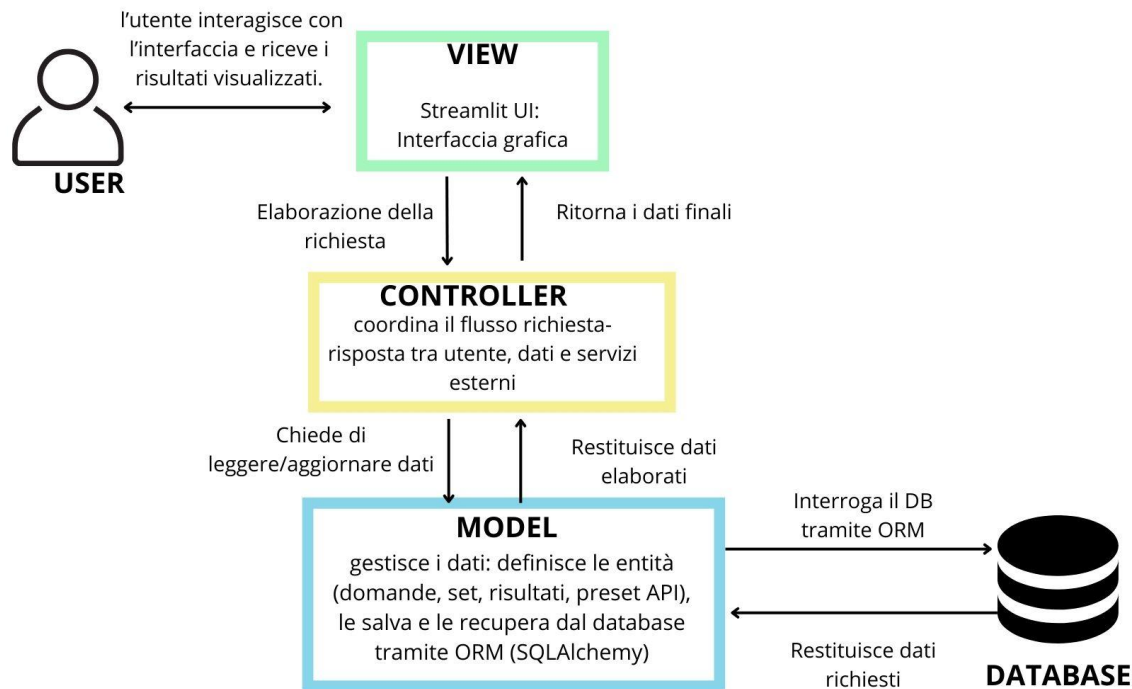 l'utente interagisce con
l'interfaccia e riceve i
risultati visualizzati.
USER
VIEW
Streamlit UI:
Interfaccia grafica
Elaborazione della
richiesta
Ritorna i dati finali
CONTROLLER
coordina il flusso richiesta-
risposta tra utente, dati e servizi
esterni
Chiede di
leggere/aggiornare dati
Restituisce dati
elaborati
MODEL
gestisce i dati: definisce le entità
(domande, set, risultati, preset API),
le salva e le recupera dal database
tramite ORM (SQLAlchemy)
Interroga il DB
tramite ORM
Restituisce dati
richiesti
DATABASE